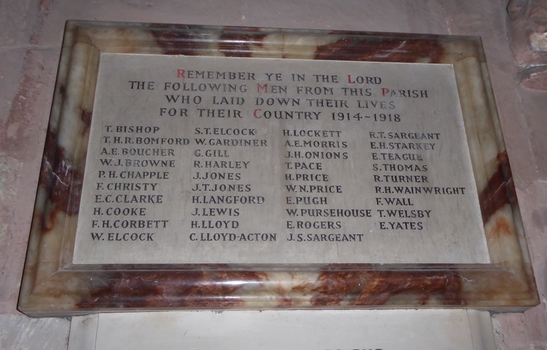 REMEMBER YE IN THE LORD
THE FOLLOWING MEN FROM THIS PARISH
WHO LAID DOWN THEIR LIVES
FOR THEIR COUNTRY 1914-1918
T. BISHOP
T.H.R. BOMFORD
A.E. BOUCHER
W.J. BROWNE
P.H. CHAPPLE
F. CHRISTY
E.C. CLARKE
H. COOKE
F.H. CORBETT
W. ELCOCK
S.T. ELCOCK
W. GARDINER
G. GILL
R. HARLEY
J. JONES
J.T. JONES
H. LANGFORD
J. LEWIS
H. LLOYD
C. LLOYD-ACTON
H. LOCKETT
A.E. MORRIS
J.H. ONIONS
T. PACE
H. PRICE
W.N. PRICE
E. PUGH
W. PURSEHOUSE
E. ROGERS
J.S. SARGEANT
R.T. SARGEANT
E.H. STARKEY
E. TEAGUE
S. THOMAS
R. TURNER
R.H. WAINWRIGHT
F. WALL
T. WELSBY
E. YATES